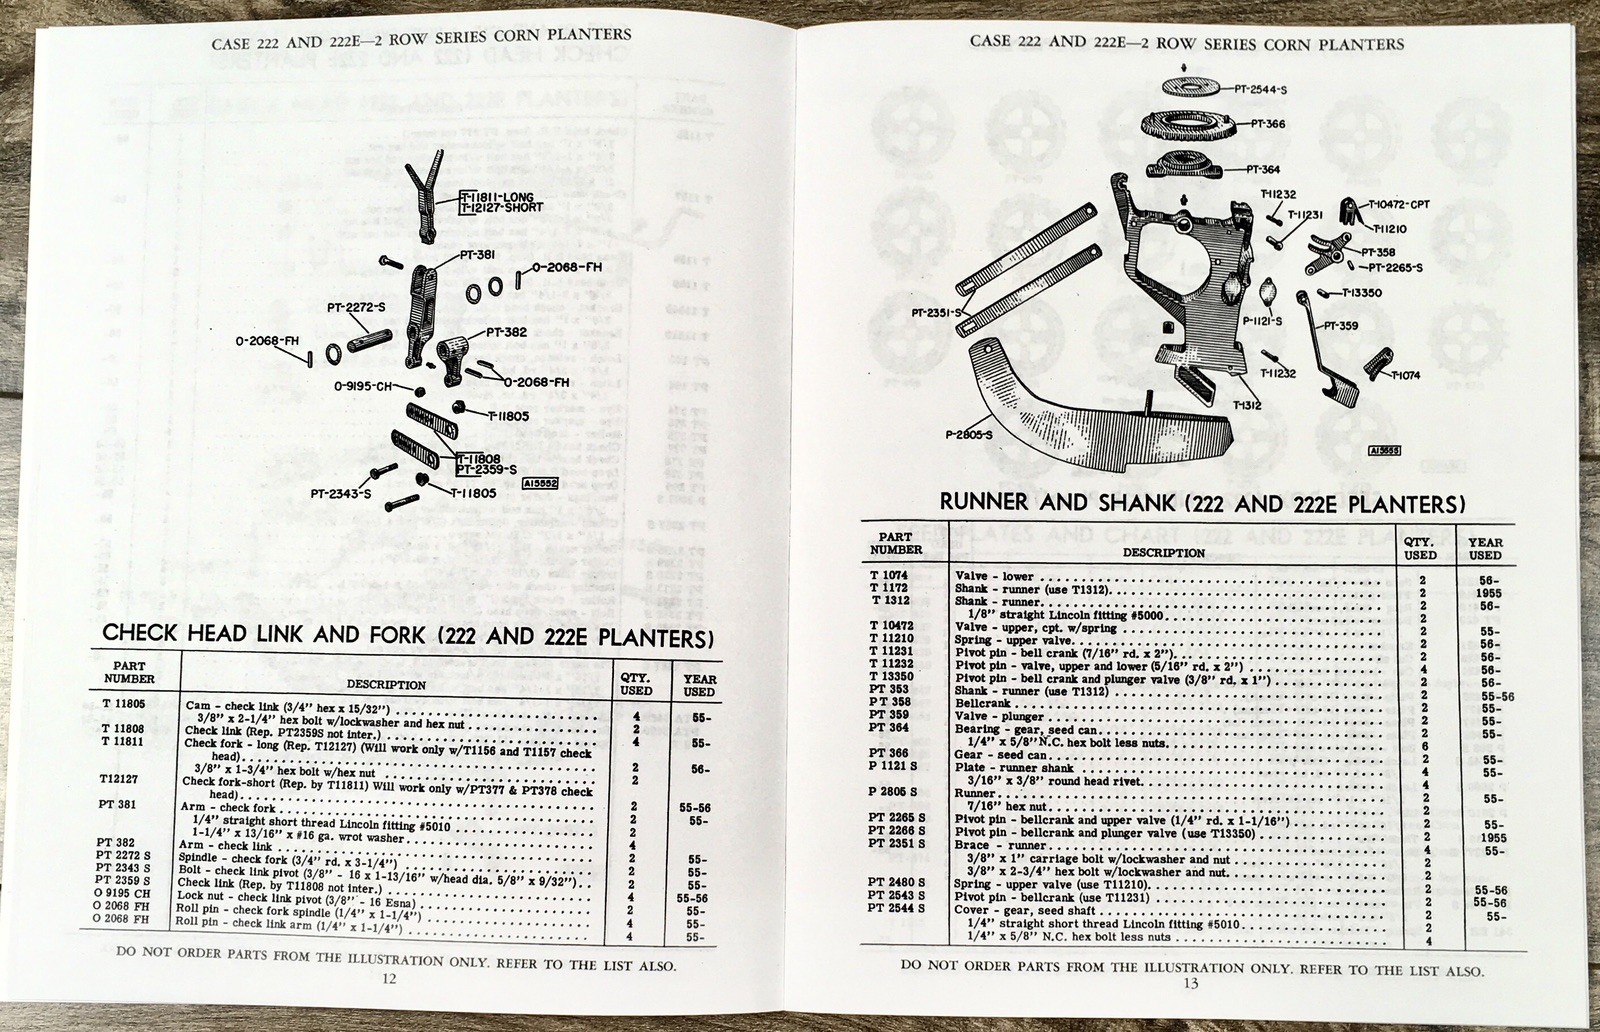 CASE 222 AND 222E—2 ROW SERIES CORN PLANTERS
T-11811-LONG
T-12127-SHORT
PT-381
O-2068-FH
PT-2272-S
O-2068-FH
PT-382
O-9195-CH
O-2068-FH
T-11805
T-11808
PT-2359-S
PT-2343-S
T-11805
A15552
CHECK HEAD LINK AND FORK (222 AND 222E PLANTERS)
PART NUMBER DESCRIPTION QTY. USED YEAR USED
T 11805 Cam - check link (3/4" hex x 15/32") 4 55-
3/8" x 2-1/4" hex bolt w/lockwasher and hex nut 2
T 11808 Check link (Rep. PT2359S not inter.) 4 55-
T 11811 Check fork - long (Rep. T12127) (Will work only w/T1156 and T1157 check
head) 2 56-
3/8" x 1-3/4" hex bolt w/hex nut 2
T12127 Check fork-short (Rep. by T11811) Will work only w/PT377 & PT378 check
head) 2 55-56
PT 381 Arm - check fork 2 55-
1/4" straight short thread Lincoln fitting #5010 2
1-1/4" x 13/16" x #16 ga. wrot washer 4
PT 382 Arm - check link 2 55-
PT 2272 S Spindle - check fork (3/4" rd. x 3-1/4") 2 55-
PT 2343 S Bolt - check link pivot (3/8" - 16 x 1-13/16" w/head dia. 5/8" x 9/32") 2 55-
PT 2359 S Check link (Rep. by T11808 not inter.) 4 55-56
O 9195 CH Lock nut - check link pivot (3/8" - 16 Esna) 2 55-
O 2068 FH Roll pin - check fork spindle (1/4" x 1-1/4") 4 55-
O 2068 FH Roll pin - check link arm (1/4" x 1-1/4") 4 55-
DO NOT ORDER PARTS FROM THE ILLUSTRATION ONLY. REFER TO THE LIST ALSO.
12
CASE 222 AND 222E—2 ROW SERIES CORN PLANTERS
PT-2544-S
PT-366
PT-364
T-11232
T-11231
T-10472-CPT
T-11210
PT-358
PT-2265-S
T-13350
PT-2351-S
P-1121-S
PT-359
T-11232
T-1074
T-1312
P-2805-S
A15553
RUNNER AND SHANK (222 AND 222E PLANTERS)
PART NUMBER DESCRIPTION QTY. USED YEAR USED
T 1074 Valve - lower 2 56-
T 1172 Shank - runner (use T1312) 2 1955
T 1312 Shank - runner 2 56-
1/8" straight Lincoln fitting #5000 2
T 10472 Valve - upper, cpt. w/spring 2 55-
T 11210 Spring - upper valve 2 56-
T 11231 Pivot pin - bell crank (7/16" rd. x 2") 2 56-
T 11232 Pivot pin - valve, upper and lower (5/16" rd. x 2") 4 56-
T 13350 Pivot pin - bell crank and plunger valve (3/8" rd. x 1") 2 56-
PT 353 Shank - runner (use T1312) 2 55-56
PT 358 Bellcrank 2 55-
PT 359 Valve - plunger 2 55-
PT 364 Bearing - gear, seed can 2 55-
1/4" x 5/8" N.C. hex bolt less nuts 6
PT 366 Gear - seed can 2 55-
P 1121 S Plate - runner shank 4 55-
3/16" x 3/8" round head rivet 4
P 2805 S Runner 2 55-
7/16" hex nut 2
PT 2265 S Pivot pin - bellcrank and upper valve (1/4" rd. x 1-1/16") 2 55-
PT 2266 S Pivot pin - bellcrank and plunger valve (use T13350) 2 1955
PT 2351 S Brace - runner 4 55-
3/8" x 1" carriage bolt w/lockwasher and nut 2
3/8" x 2-3/4" hex bolt w/lockwasher and nut 2
PT 2480 S Spring - upper valve (use T11210) 2 55-56
PT 2543 S Pivot pin - bellcrank (use T11231) 2 55-56
PT 2544 S Cover - gear, seed shaft 2 55-
1/4" straight short thread Lincoln fitting #5010 2
1/4" x 5/8" N.C. hex bolt less nuts 4
DO NOT ORDER PARTS FROM THE ILLUSTRATION ONLY. REFER TO THE LIST ALSO.
13